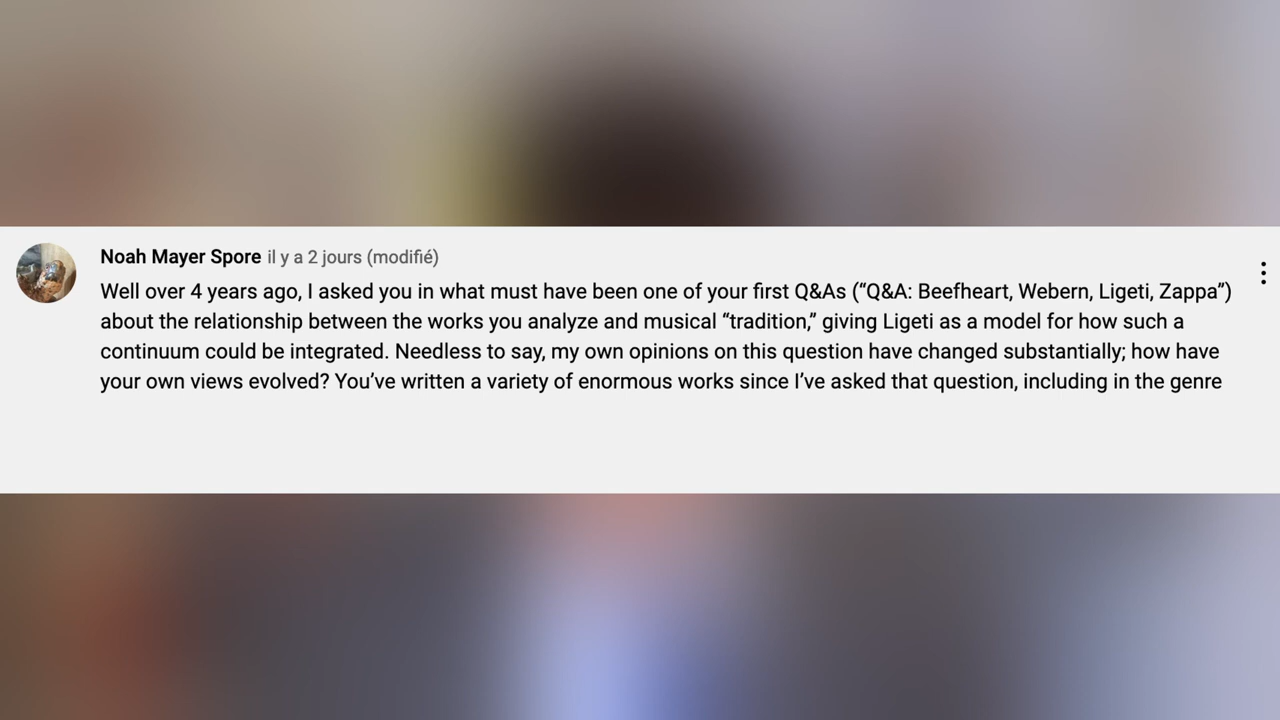 Noah Mayer Spore il y a 2 jours (modifié)
Well over 4 years ago, I asked you in what must have been one of your first Q&As (“Q&A: Beefheart, Webern, Ligeti, Zappa”)
about the relationship between the works you analyze and musical “tradition,” giving Ligeti as a model for how such a
continuum could be integrated. Needless to say, my own opinions on this question have changed substantially; how have
your own views evolved? You’ve written a variety of enormous works since I’ve asked that question, including in the genre